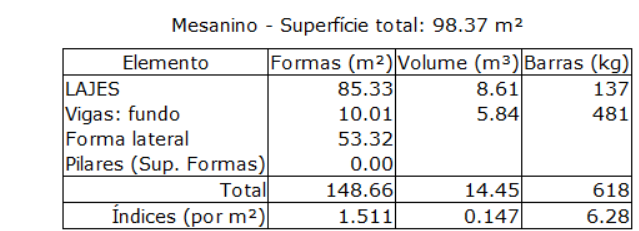 Mesanino - Superfície total: 98.37 m²
Elemento Formas (m²) Volume (m³) Barras (kg)
LAJES 85.33 8.61 137
Vigas: fundo 10.01 5.84 481
Forma lateral 53.32
Pilares (Sup. Formas) 0.00
Total 148.66 14.45 618
Índices (por m²) 1.511 0.147 6.28